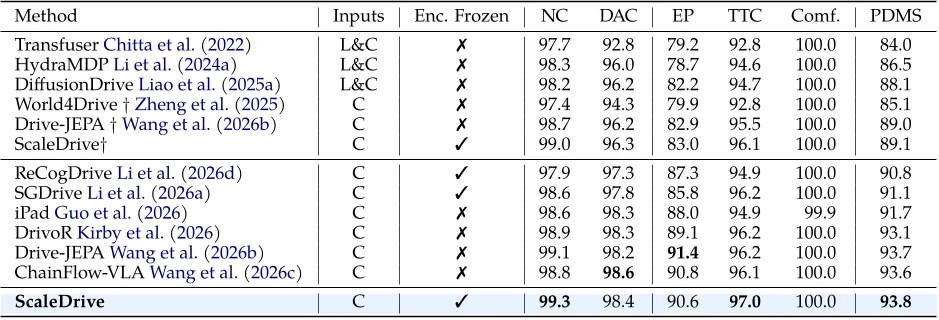 Method Inputs Enc. Frozen NC DAC EP TTC Comf. PDMS
Transfuser Chitta et al. (2022) L&C ✗ 97.7 92.8 79.2 92.8 100.0 84.0
HydraMDP Li et al. (2024a) L&C ✗ 98.3 96.0 78.7 94.6 100.0 86.5
DiffusionDrive Liao et al. (2025a) L&C ✗ 98.2 96.2 82.2 94.7 100.0 88.1
World4Drive † Zheng et al. (2025) C ✗ 97.4 94.3 79.9 92.8 100.0 85.1
Drive-JEPA † Wang et al. (2026b) C ✗ 98.7 96.2 82.9 95.5 100.0 89.0
ScaleDrive† C ✓ 99.0 96.3 83.0 96.1 100.0 89.1
ReCogDrive Li et al. (2026d) C ✓ 97.9 97.3 87.3 94.9 100.0 90.8
SGDrive Li et al. (2026a) C ✓ 98.6 97.8 85.8 96.2 100.0 91.1
iPad Guo et al. (2026) C ✗ 98.6 98.3 88.0 94.9 99.9 91.7
DrivoR Kirby et al. (2026) C ✗ 98.9 98.3 89.1 96.2 100.0 93.1
Drive-JEPA Wang et al. (2026b) C ✗ 99.1 98.2 91.4 96.2 100.0 93.7
ChainFlow-VLA Wang et al. (2026c) C ✗ 98.8 98.6 90.8 96.1 100.0 93.6
ScaleDrive C ✓ 99.3 98.4 90.6 97.0 100.0 93.8